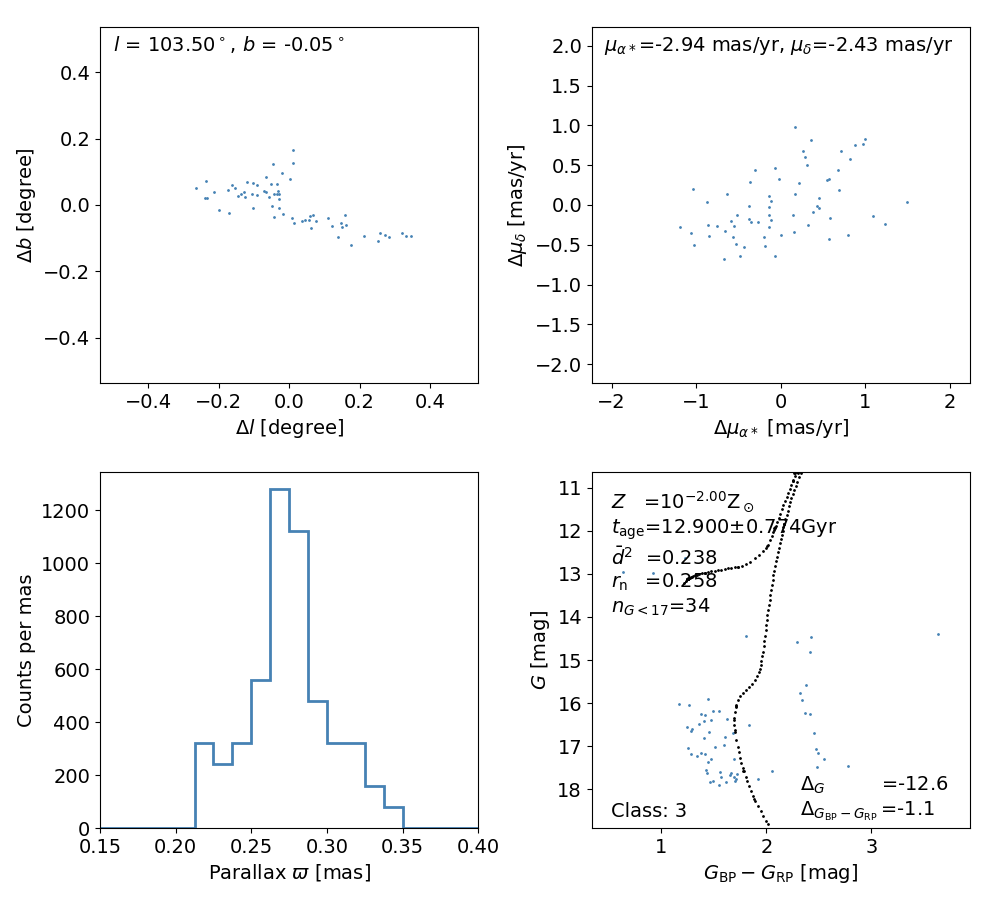 l = 103.50°, b = -0.05°
0.4
0.2
0.0
−0.2
−0.4
Δb [degree]
−0.4 −0.2 0.0 0.2 0.4
Δl [degree]
μα∗=-2.94 mas/yr, μδ=-2.43 mas/yr
2.0
1.5
1.0
0.5
0.0
−0.5
−1.0
−1.5
−2.0
Δμδ [mas/yr]
−2 −1 0 1 2
Δμα∗ [mas/yr]
1200
1000
800
600
400
200
0
Counts per mas
0.15 0.20 0.25 0.30 0.35 0.40
Parallax ϖ [mas]
Z =10^−2.00 Z⊙
tage=12.900±0.774Gyr
d̄² =0.238
rn =0.258
nG<17=34
11
12
13
14
15
16
17
18
G [mag]
ΔG =-12.6
ΔGBP−GRP =-1.1
Class: 3
1 2 3
GBP − GRP [mag]